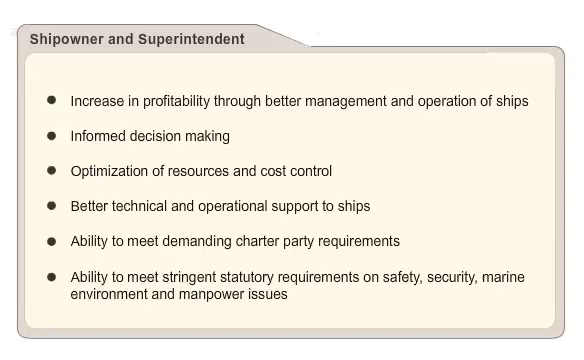 Shipowner and Superintendent
● Increase in profitability through better management and operation of ships
● Informed decision making
● Optimization of resources and cost control
● Better technical and operational support to ships
● Ability to meet demanding charter party requirements
● Ability to meet stringent statutory requirements on safety, security, marine
environment and manpower issues